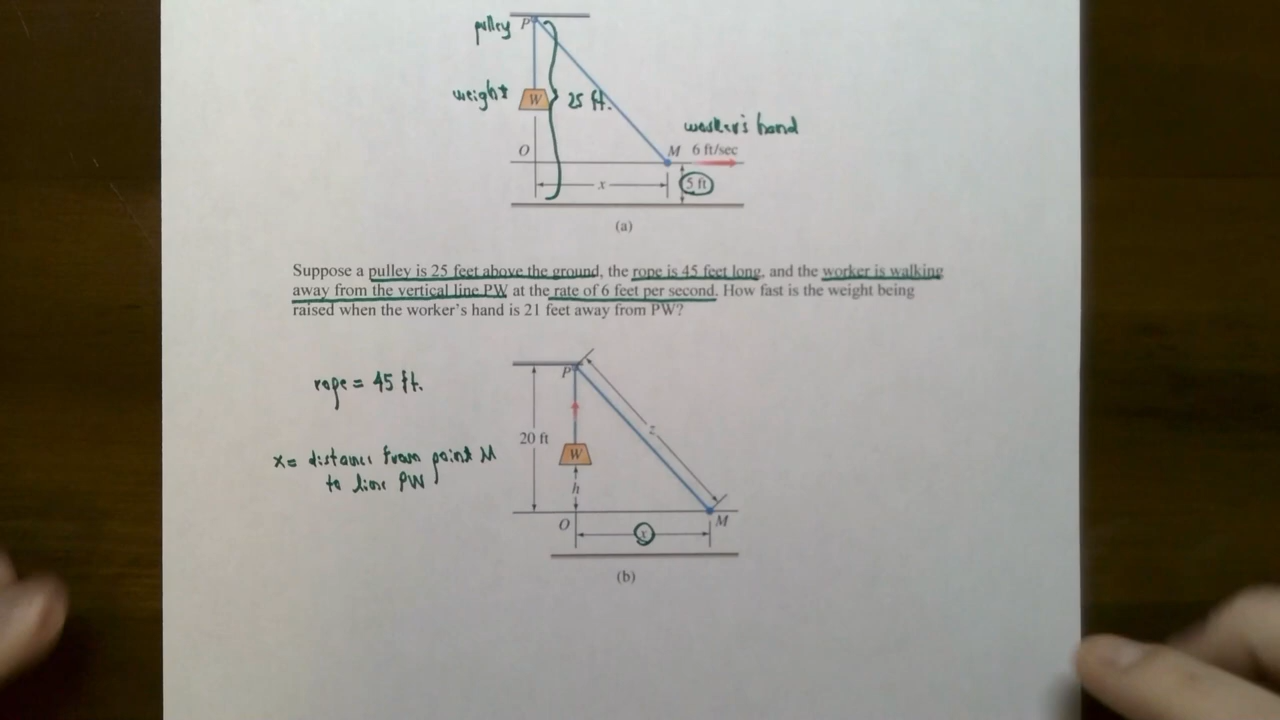 pulley P
weight W 25 ft.
worker's hand
O M 6 ft/sec
x 5 ft
(a)
Suppose a pulley is 25 feet above the ground, the rope is 45 feet long, and the worker is walking
away from the vertical line PW at the rate of 6 feet per second. How fast is the weight being
raised when the worker's hand is 21 feet away from PW?
P
rope = 45 ft.
z
20 ft
x = distance from point M
to line PW
W
h
O M
x
(b)